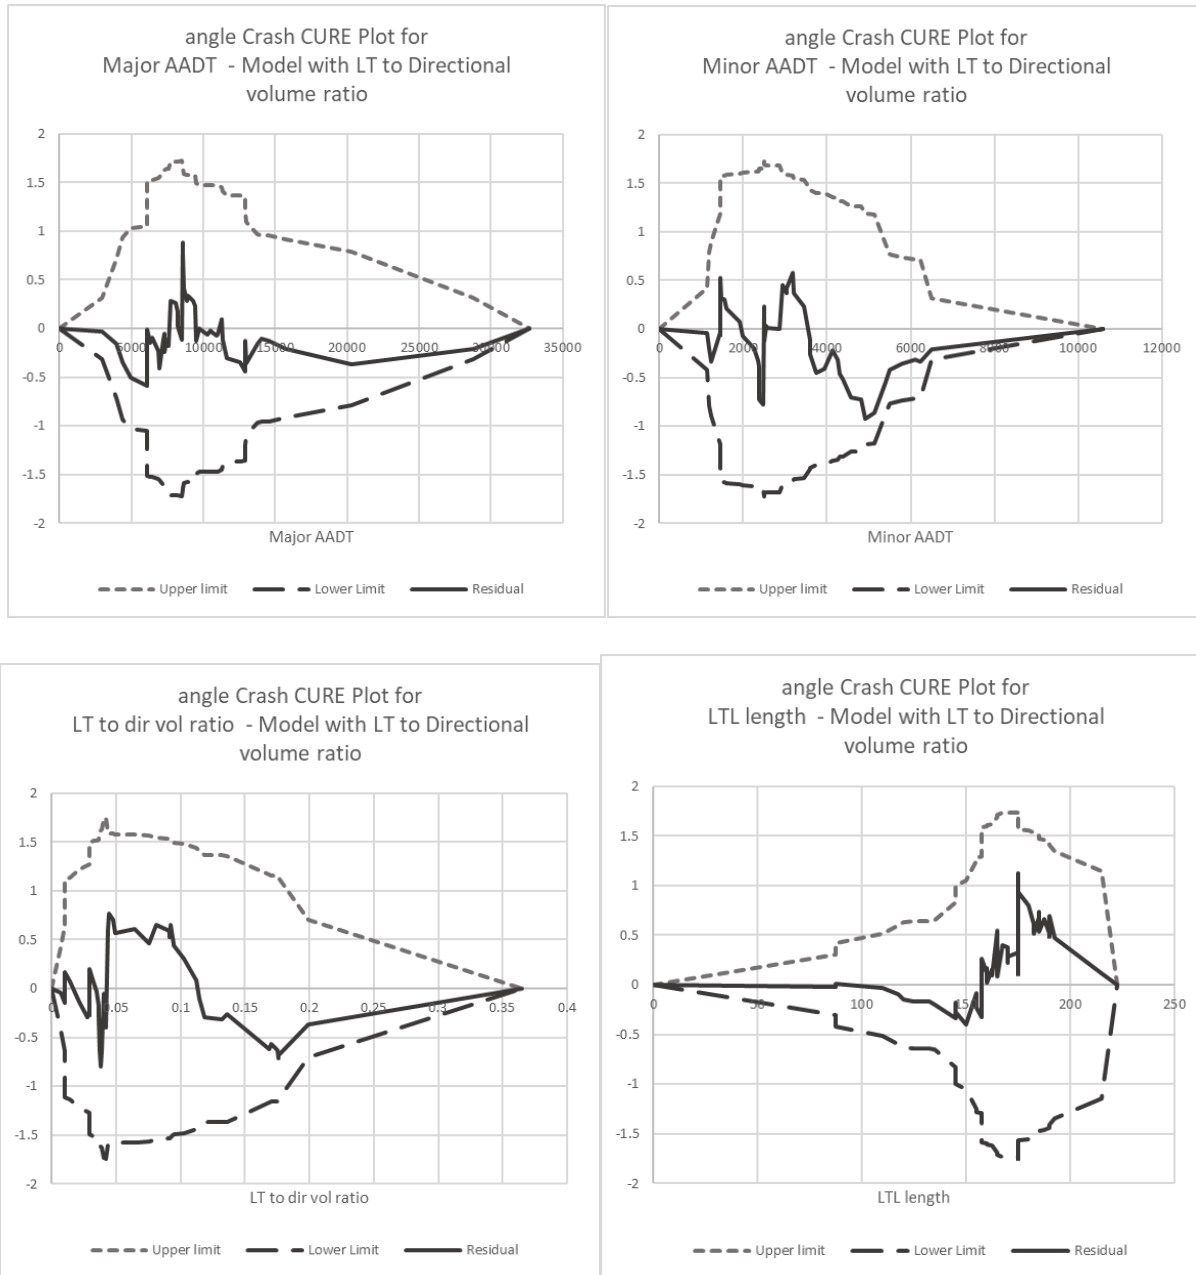 angle Crash CURE Plot for
Major AADT - Model with LT to Directional
volume ratio
2
1.5
1
0.5
0
-0.5
-1
-1.5
-2
0 5000 10000 15000 20000 25000 30000 35000
Major AADT
Upper limit Lower Limit Residual
angle Crash CURE Plot for
Minor AADT - Model with LT to Directional
volume ratio
2
1.5
1
0.5
0
-0.5
-1
-1.5
-2
0 2000 4000 6000 8000 10000 12000
Minor AADT
Upper limit Lower Limit Residual
angle Crash CURE Plot for
LT to dir vol ratio - Model with LT to Directional
volume ratio
2
1.5
1
0.5
0
-0.5
-1
-1.5
-2
0 0.05 0.1 0.15 0.2 0.25 0.3 0.35 0.4
LT to dir vol ratio
Upper limit Lower Limit Residual
angle Crash CURE Plot for
LTL length - Model with LT to Directional
volume ratio
2
1.5
1
0.5
0
-0.5
-1
-1.5
-2
0 50 100 150 200 250
LTL length
Upper limit Lower Limit Residual